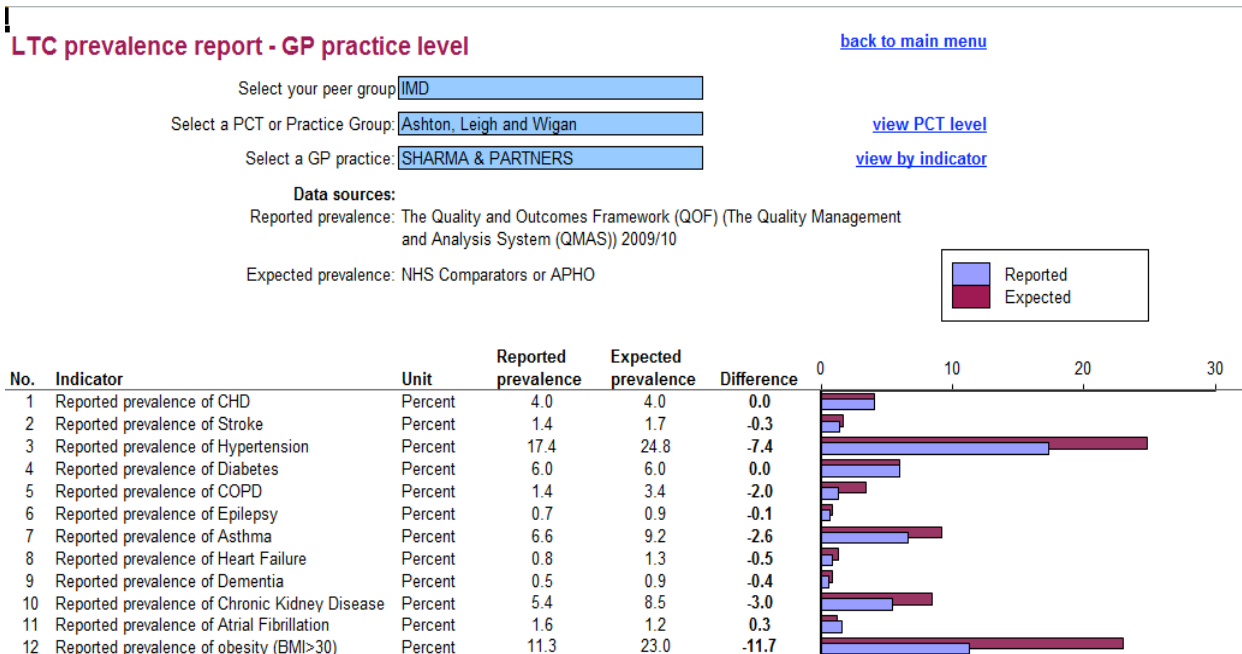 !
LTC prevalence report - GP practice level
back to main menu
Select your peer group IMD
Select a PCT or Practice Group: Ashton, Leigh and Wigan
view PCT level
Select a GP practice: SHARMA & PARTNERS
view by indicator
Data sources:
Reported prevalence: The Quality and Outcomes Framework (QOF) (The Quality Management
and Analysis System (QMAS)) 2009/10
Expected prevalence: NHS Comparators or APHO
Reported
Expected
Reported Expected
No. Indicator Unit prevalence prevalence Difference 0 10 20 30
1 Reported prevalence of CHD Percent 4.0 4.0 0.0
2 Reported prevalence of Stroke Percent 1.4 1.7 -0.3
3 Reported prevalence of Hypertension Percent 17.4 24.8 -7.4
4 Reported prevalence of Diabetes Percent 6.0 6.0 0.0
5 Reported prevalence of COPD Percent 1.4 3.4 -2.0
6 Reported prevalence of Epilepsy Percent 0.7 0.9 -0.1
7 Reported prevalence of Asthma Percent 6.6 9.2 -2.6
8 Reported prevalence of Heart Failure Percent 0.8 1.3 -0.5
9 Reported prevalence of Dementia Percent 0.5 0.9 -0.4
10 Reported prevalence of Chronic Kidney Disease Percent 5.4 8.5 -3.0
11 Reported prevalence of Atrial Fibrillation Percent 1.6 1.2 0.3
12 Reported prevalence of obesity (BMI>30) Percent 11.3 23.0 -11.7